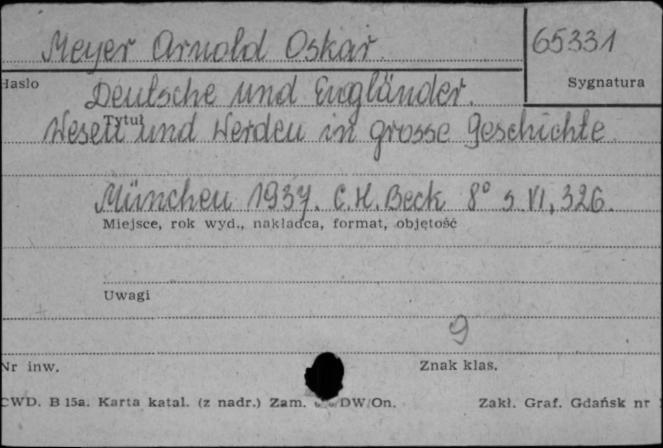 Meyer Arnold Oskar. 65331
Hasło Sygnatura
Deutsche und Engländer.
Tytuł
Wesen und Werden in grosse Geschichte
München 1937. C.H. Beck 8° s. VI, 326.
Miejsce, rok wyd., nakładca, format, objętość
Uwagi
9
Nr inw. Znak klas.
CWD. B 15a. Karta katal. (z nadr.) Zam. DW/On. Zakł. Graf. Gdańsk nr